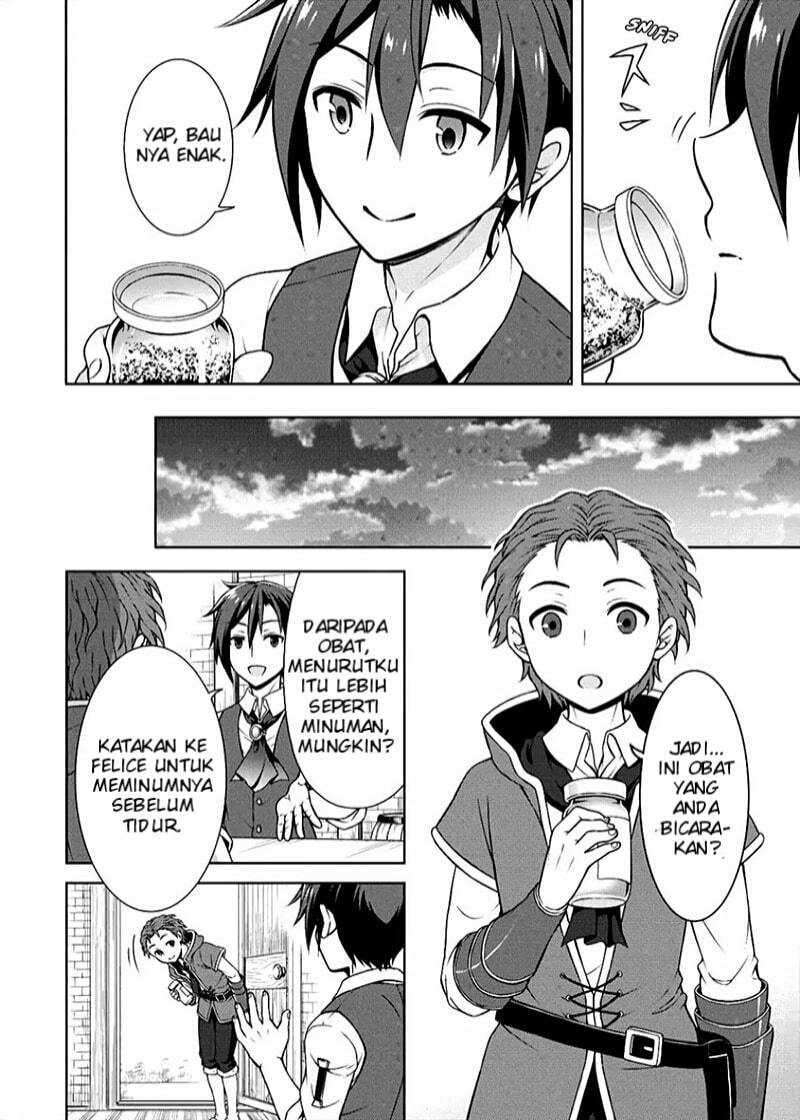 SNIFF
YAP, BAU
NYA ENAK.
JADI...
INI OBAT
YANG
ANDA
BICARA-
KAN?
DARIPADA
OBAT,
MENURUTKU
ITU LEBIH
SEPERTI
MINUMAN,
MUNGKIN?
KATAKAN KE
FELICE UNTUK
MEMINUMNYA
SEBELUM
TIDUR.